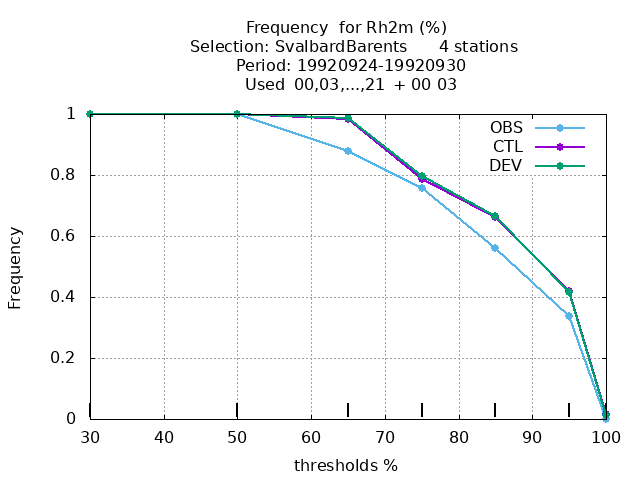 Frequency  for Rh2m (%)
Selection: SvalbardBarents      4 stations
Period: 19920924-19920930
Used  00,03,...,21  + 00 03
OBS
CTL
DEV
1
0.8
0.6
0.4
0.2
0
Frequency
30 40 50 60 70 80 90 100
thresholds %